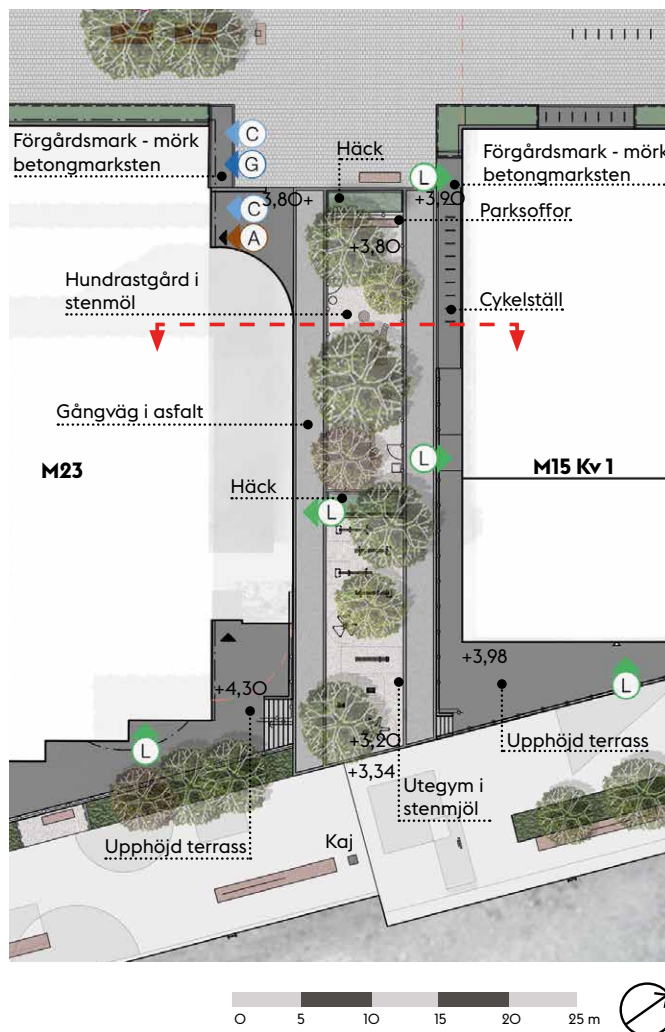 C
Förgårdsmark - mörk
betongmarksten
Häck
Förgårdsmark - mörk
betongmarksten
G
L
3,80+
+3,90
C
Parksoffor
A
+3,80
Hundrastgård i
stenmöl
Cykelställ
Gångväg i asfalt
L
M23
M15 Kv 1
Häck
L
+3,98
+4,30
L
L
+3,20
Upphöjd terrass
+3,34
Utegym i
stenmjöl
Upphöjd terrass
Kaj
0 5 10 15 20 25 m